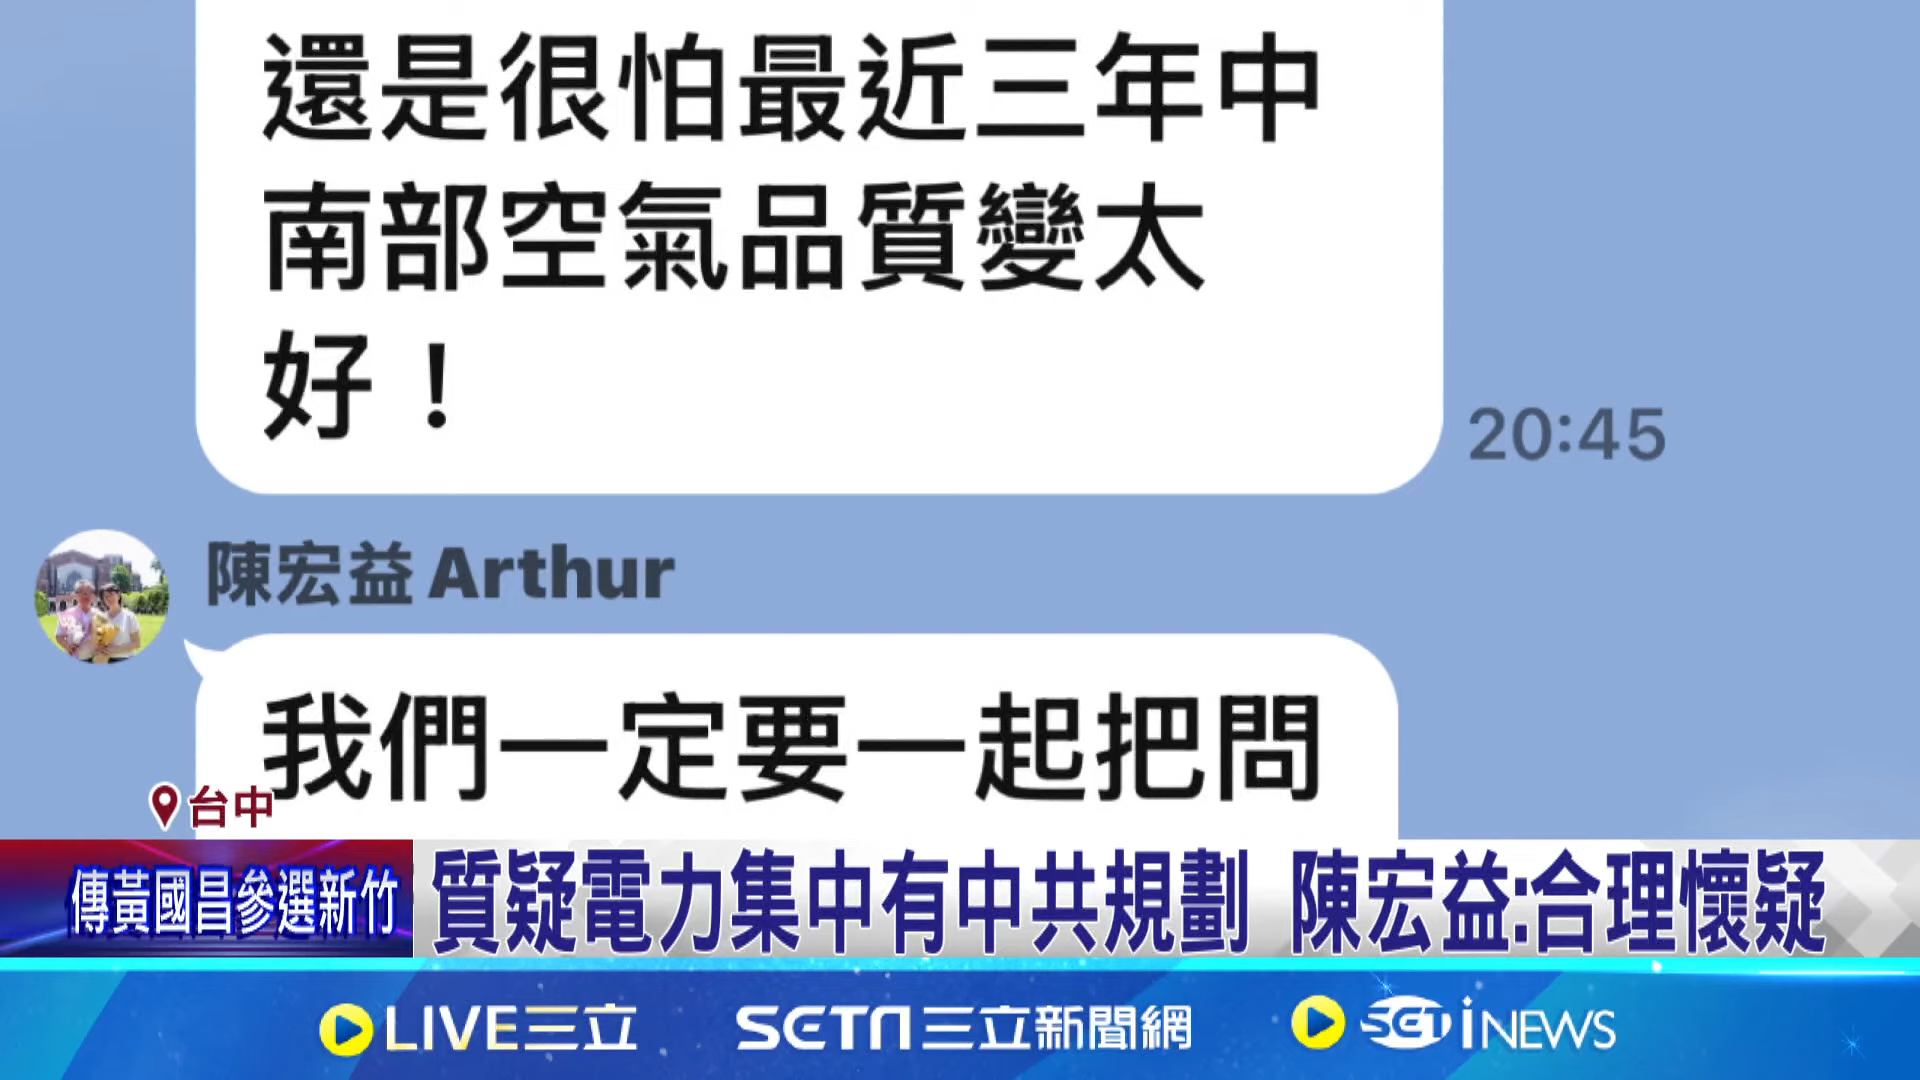 還是很怕最近三年中
南部空氣品質變太
好！
20:45
陳宏益 Arthur
我們一定要一起把問
台中
傳黃國昌參選新竹
質疑電力集中有中共規劃 陳宏益:合理懷疑
LIVE三立
SETN三立新聞網
SET iNEWS